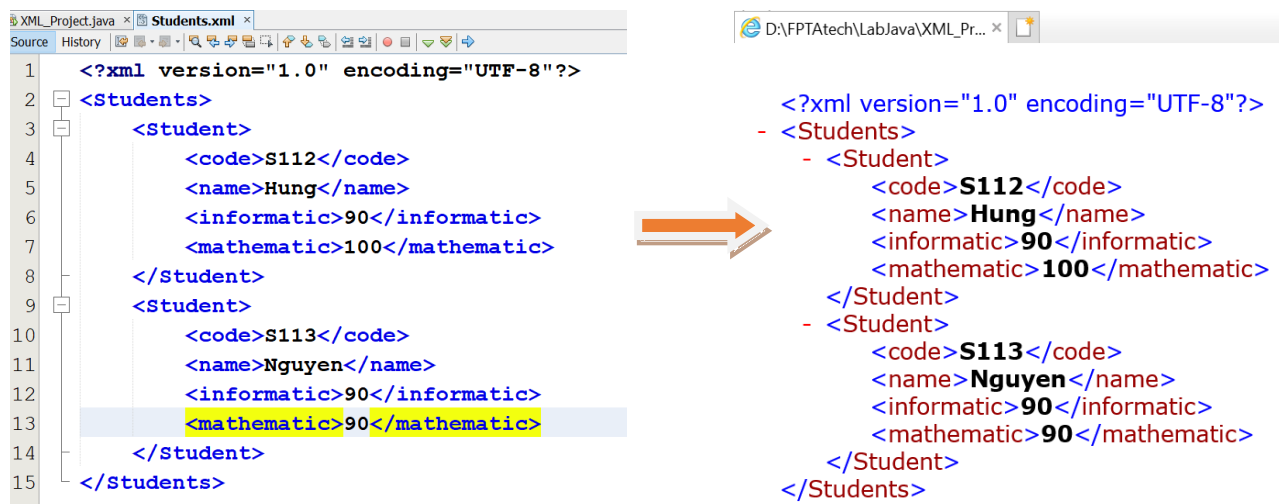 XML_Project.java × Students.xml ×
Source History
1 <?xml version="1.0" encoding="UTF-8"?>
2 <Students>
3 <Student>
4 <code>S112</code>
5 <name>Hung</name>
6 <informatic>90</informatic>
7 <mathematic>100</mathematic>
8 </Student>
9 <Student>
10 <code>S113</code>
11 <name>Nguyen</name>
12 <informatic>90</informatic>
13 <mathematic>90</mathematic>
14 </Student>
15 </Students>
D:\FPTAtech\LabJava\XML_Pr... ×
<?xml version="1.0" encoding="UTF-8"?>
- <Students>
- <Student>
<code>S112</code>
<name>Hung</name>
<informatic>90</informatic>
<mathematic>100</mathematic>
</Student>
- <Student>
<code>S113</code>
<name>Nguyen</name>
<informatic>90</informatic>
<mathematic>90</mathematic>
</Student>
</Students>